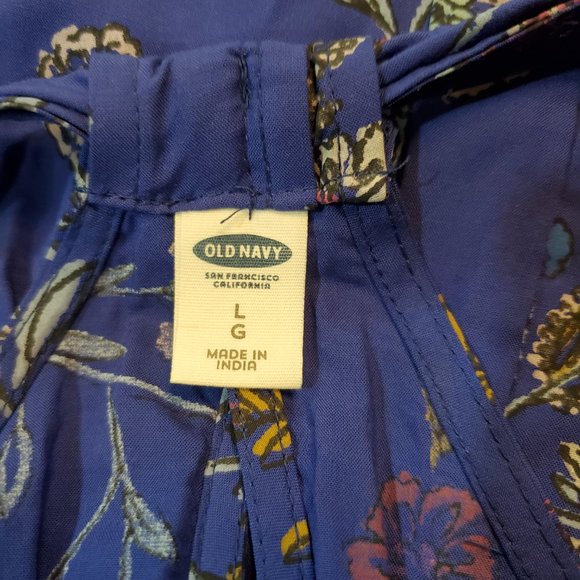 OLD NAVY
SAN FRANCISCO
CALIFORNIA
L
G
MADE IN
INDIA